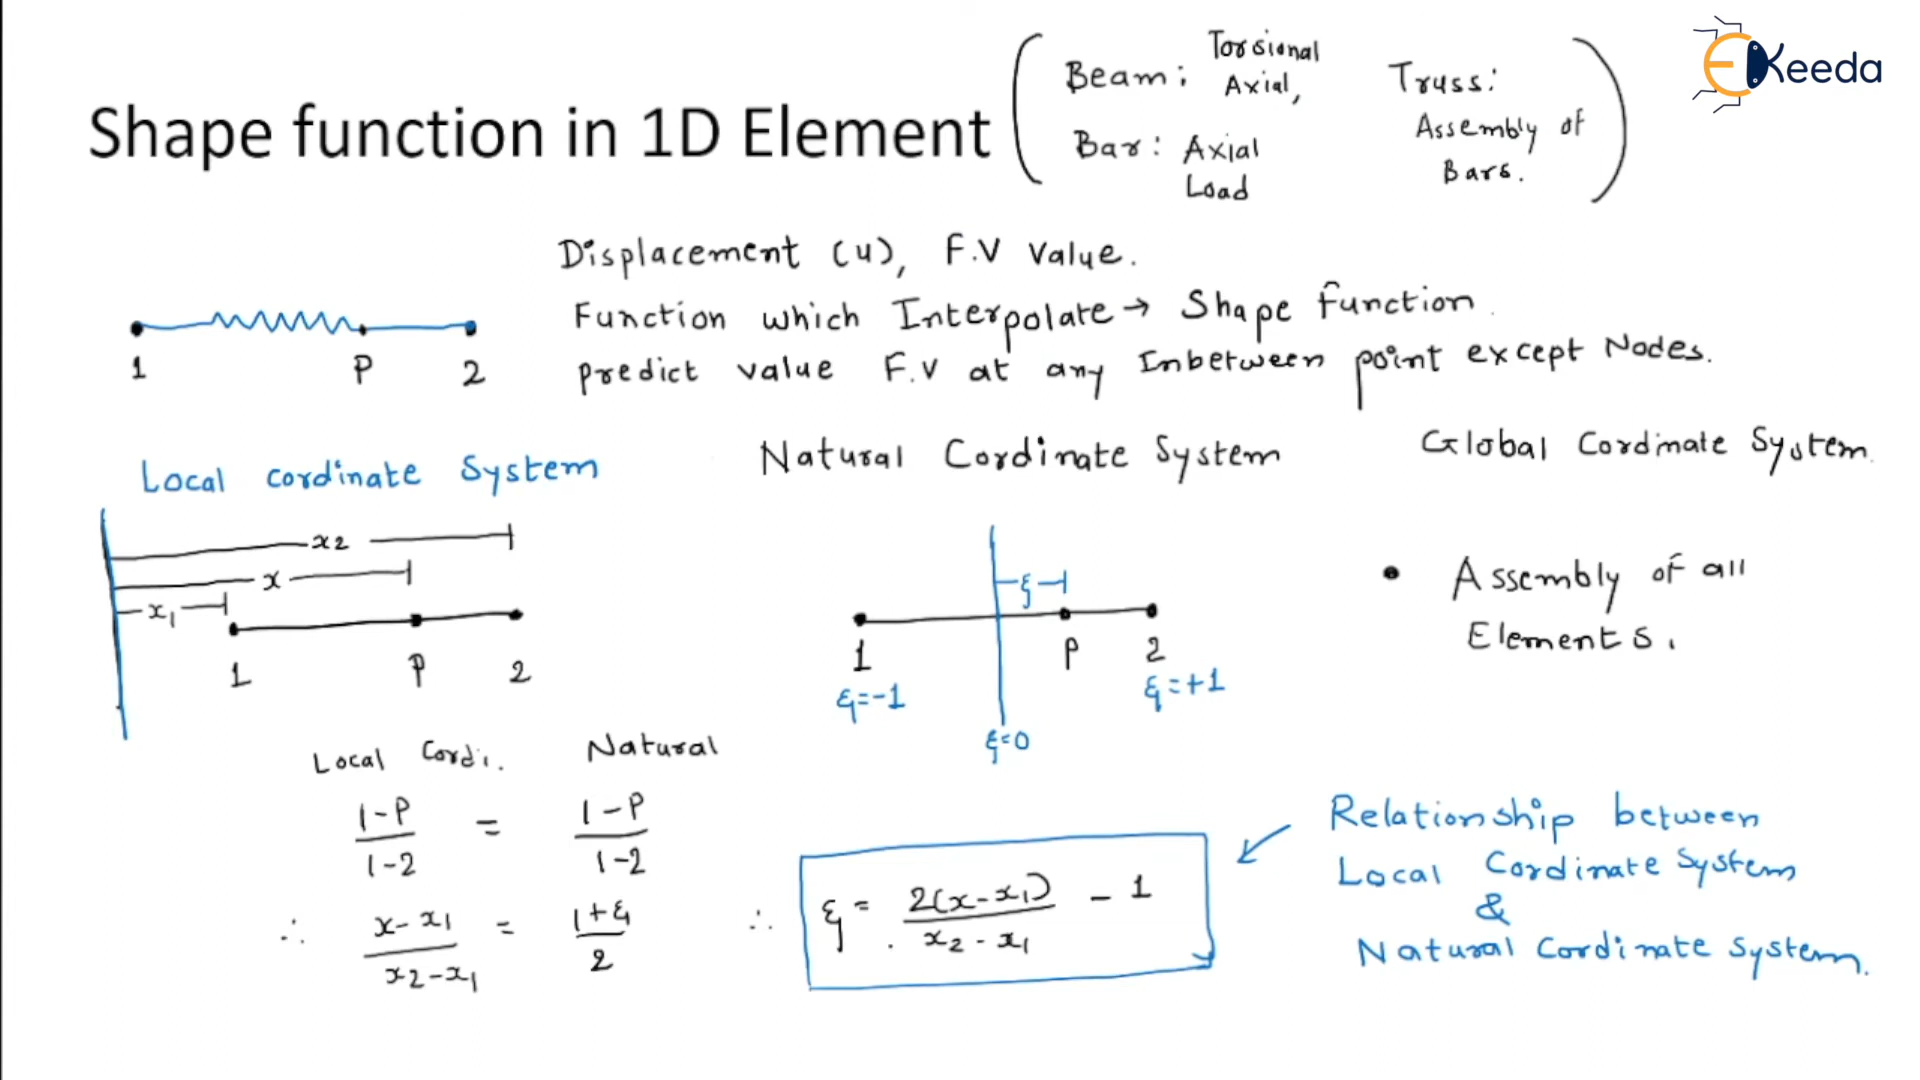 EKeeda
Shape function in 1D Element
Beam: Torsional
Axial,
Bar: Axial
Load
Truss:
Assembly of
Bars.
Displacement (u), F.V Value.
Function which Interpolate → Shape function.
predict value F.V at any Inbetween point except Nodes.
1 P 2
Local cordinate System
x2
x
x1
1 P 2
Natural Cordinate System
ξ
1 P 2
ξ=-1
ξ=+1
ξ=0
Global Cordinate System.
• Assembly of all
Elements.
Local Cordi. Natural
1-P / 1-2 = 1-P / 1-2
∴ x-x1 / x2-x1 = 1+ξ / 2
∴ ξ = 2(x-x1) / x2-x1 - 1
Relationship between
Local Cordinate System
&
Natural Cordinate System.